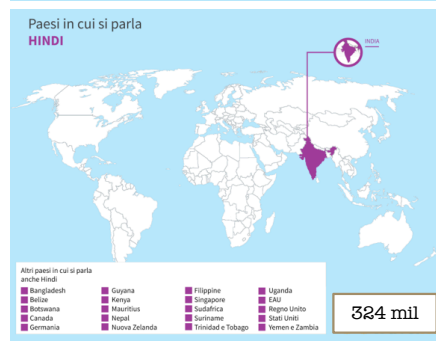 Paesi in cui si parla
HINDI
INDIA
Altri paesi in cui si parla
anche Hindi
Bangladesh
Belize
Botswana
Canada
Germania
Guyana
Kenya
Mauritius
Nepal
Nuova Zelanda
Filippine
Singapore
Sudafrica
Suriname
Trinidad e Tobago
Uganda
EAU
Regno Unito
Stati Uniti
Yemen e Zambia
324 mil